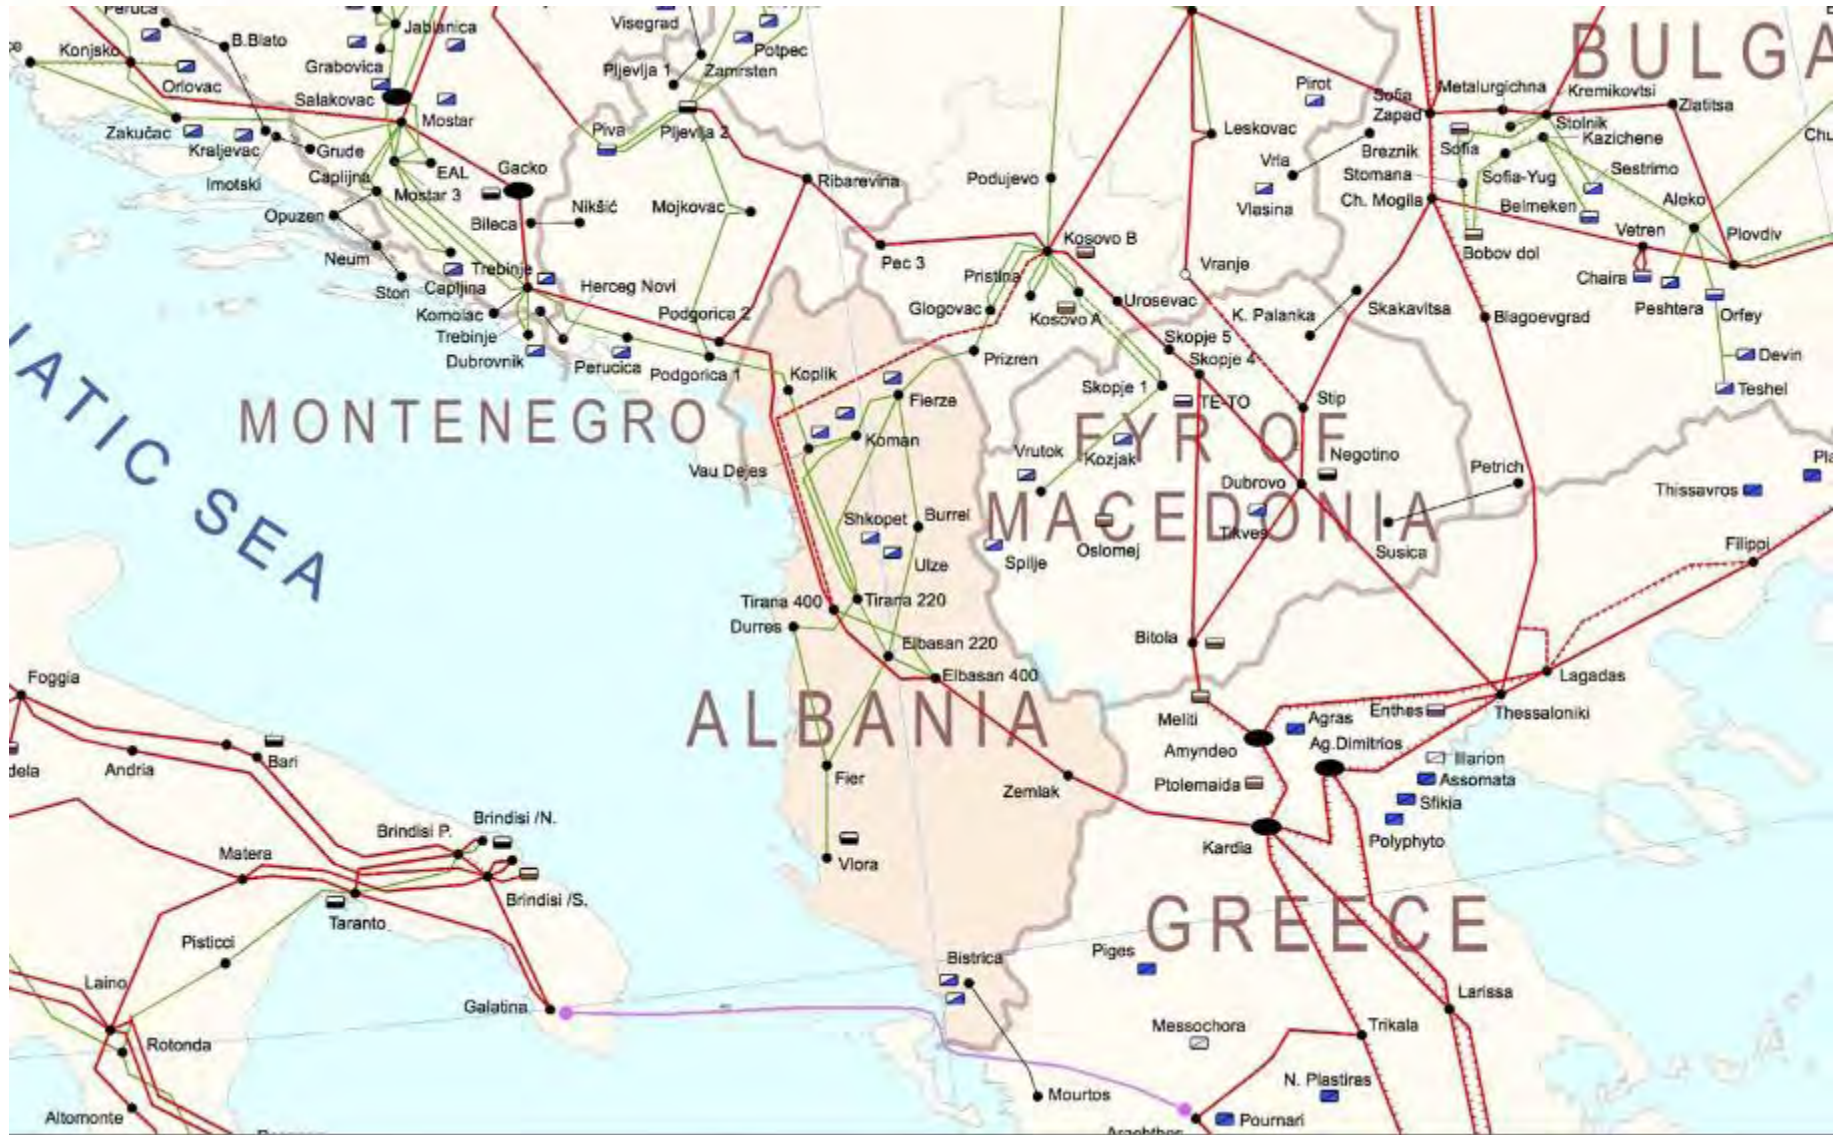 Jablanica
Visegrad
Potpec
BULGA
Konjsko
B.Blato
Grabovica
Pljevlja 1
Zamrsten
Orlovac
Salakovac
Pirot
Sofia
Zapad
Metalurgichna
Kremikovtsi
Zlatitsa
Zakučac
Kraljevac
Mostar
Piva
Pljevlja 2
Leskovac
Stolnik
Kazichene
Chu
Imotski
Grude
EAL
Gacko
Vrla
Breznik
Sofia
Sestrimo
Caplijna
Mostar 3
Ribarevina
Podujevo
Stomana
Sofia-Yug
Opuzen
Bileca
Nikšić
Mojkovac
Vlasina
Ch. Mogila
Belmeken
Aleko
Neum
Kosovo B
Vetren
Plovdiv
Trebinje
Pec 3
Pristina
Vranje
Bobov dol
Ston
Capljina
Herceg Novi
Chaira
Peshtera
Orfey
Komolac
Podgorica 2
Glogovac
Kosovo A
Urosevac
K. Palanka
Skakavitsa
Blagoevgrad
Trebinje
Dubrovnik
Perucica
Podgorica 1
Prizren
Skopje 5
Skopje 4
Devin
Koplik
Skopje 1
Teshel
IATIC SEA
MONTENEGRO
Fierze
TE-TO
Stip
FYR OF
Koman
Vrutok
Kozjak
Negotino
Vau Dejes
Dubrovo
Petrich
Thissavros
Pla
MACEDONIA
Shkopet
Burrel
Tikves
Ulze
Spilje
Oslomej
Susica
Filippi
Tirana 400
Tirana 220
Durres
Elbasan 220
Bitola
Foggia
Elbasan 400
Lagadas
ALBANIA
Meliti
Agras
Enthes
Thessaloniki
Amyndeo
Ag.Dimitrios
Illarion
dela
Andria
Bari
Fier
Zemlak
Ptolemaida
Assomata
Sfikia
Brindisi P.
Brindisi /N.
Matera
Vlora
Kardia
Polyphyto
Taranto
Brindisi /S.
GREECE
Pisticci
Piges
Laino
Bistrica
Galatina
Larissa
Rotonda
Messochora
Trikala
Altomonte
Mourtos
N. Plastiras
Pournari